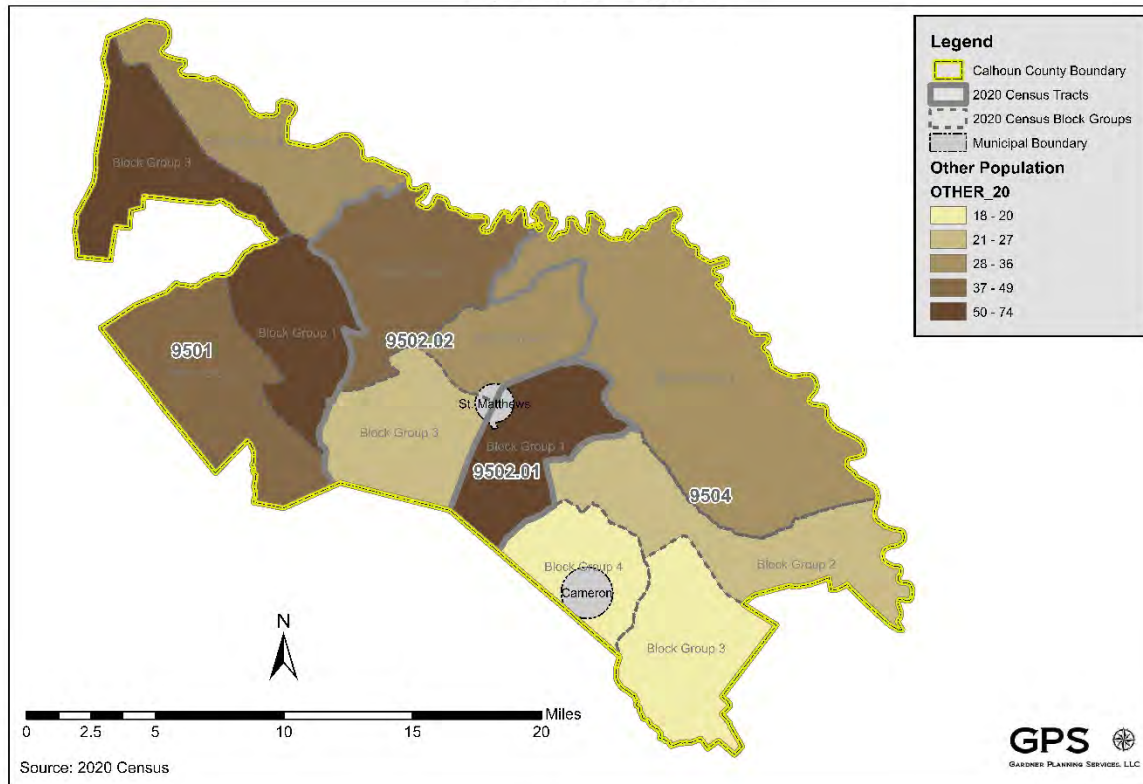 Legend
Calhoun County Boundary
2020 Census Tracts
2020 Census Block Groups
Municipal Boundary
Other Population
OTHER_20
18 - 20
21 - 27
28 - 36
37 - 49
50 - 74
Block Group 3
Block Group 1
9501
9502.02
St. Matthews
Block Group 3
Block Group 1
9502.01
9504
Block Group 2
Block Group 4
Cameron
Block Group 3
N
Miles
0 2.5 5 10 15 20
Source: 2020 Census
GPS
GARDNER PLANNING SERVICES, LLC